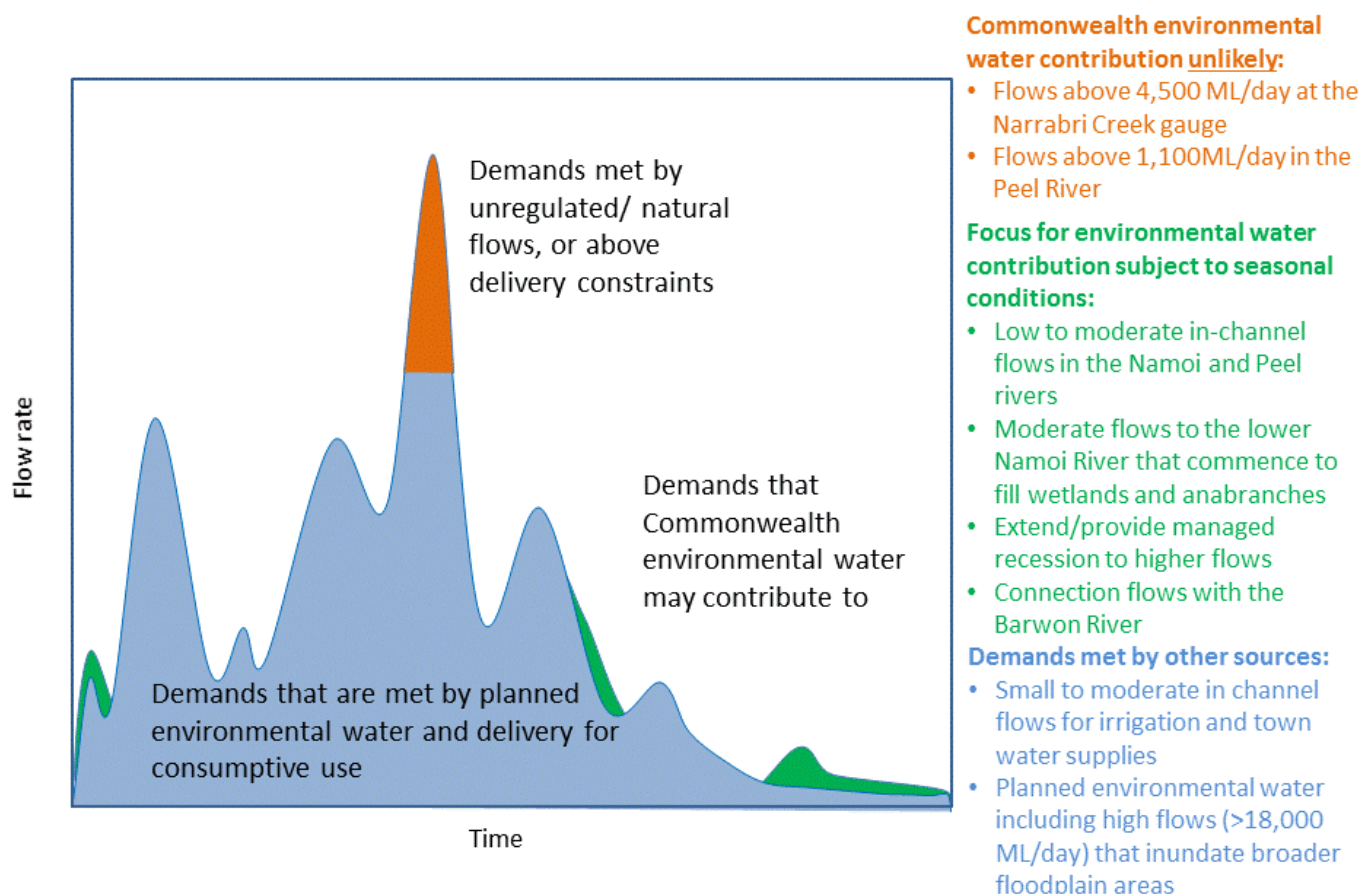 Commonwealth environmental
water contribution unlikely:
• Flows above 4,500 ML/day at the
Narrabri Creek gauge
• Flows above 1,100ML/day in the
Peel River
Focus for environmental water
contribution subject to seasonal
conditions:
• Low to moderate in-channel
flows in the Namoi and Peel
rivers
• Moderate flows to the lower
Namoi River that commence to
fill wetlands and anabranches
• Extend/provide managed
recession to higher flows
• Connection flows with the
Barwon River
Demands met by other sources:
• Small to moderate in channel
flows for irrigation and town
water supplies
• Planned environmental water
including high flows (>18,000
ML/day) that inundate broader
floodplain areas
Demands met by
unregulated/ natural
flows, or above
delivery constraints
Demands that
Commonwealth
environmental water
may contribute to
Demands that are met by planned
environmental water and delivery for
consumptive use
Flow rate
Time